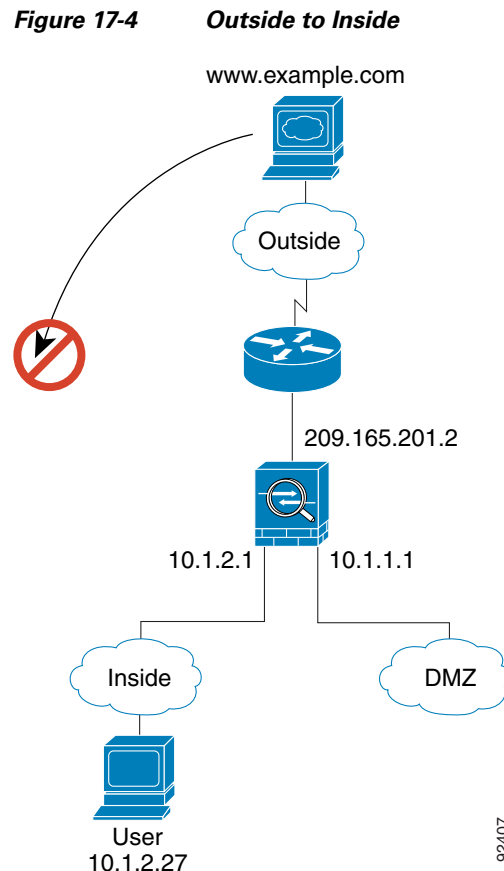 Figure 17-4 Outside to Inside
www.example.com
Outside
209.165.201.2
10.1.2.1 10.1.1.1
Inside DMZ
User
10.1.2.27
92407